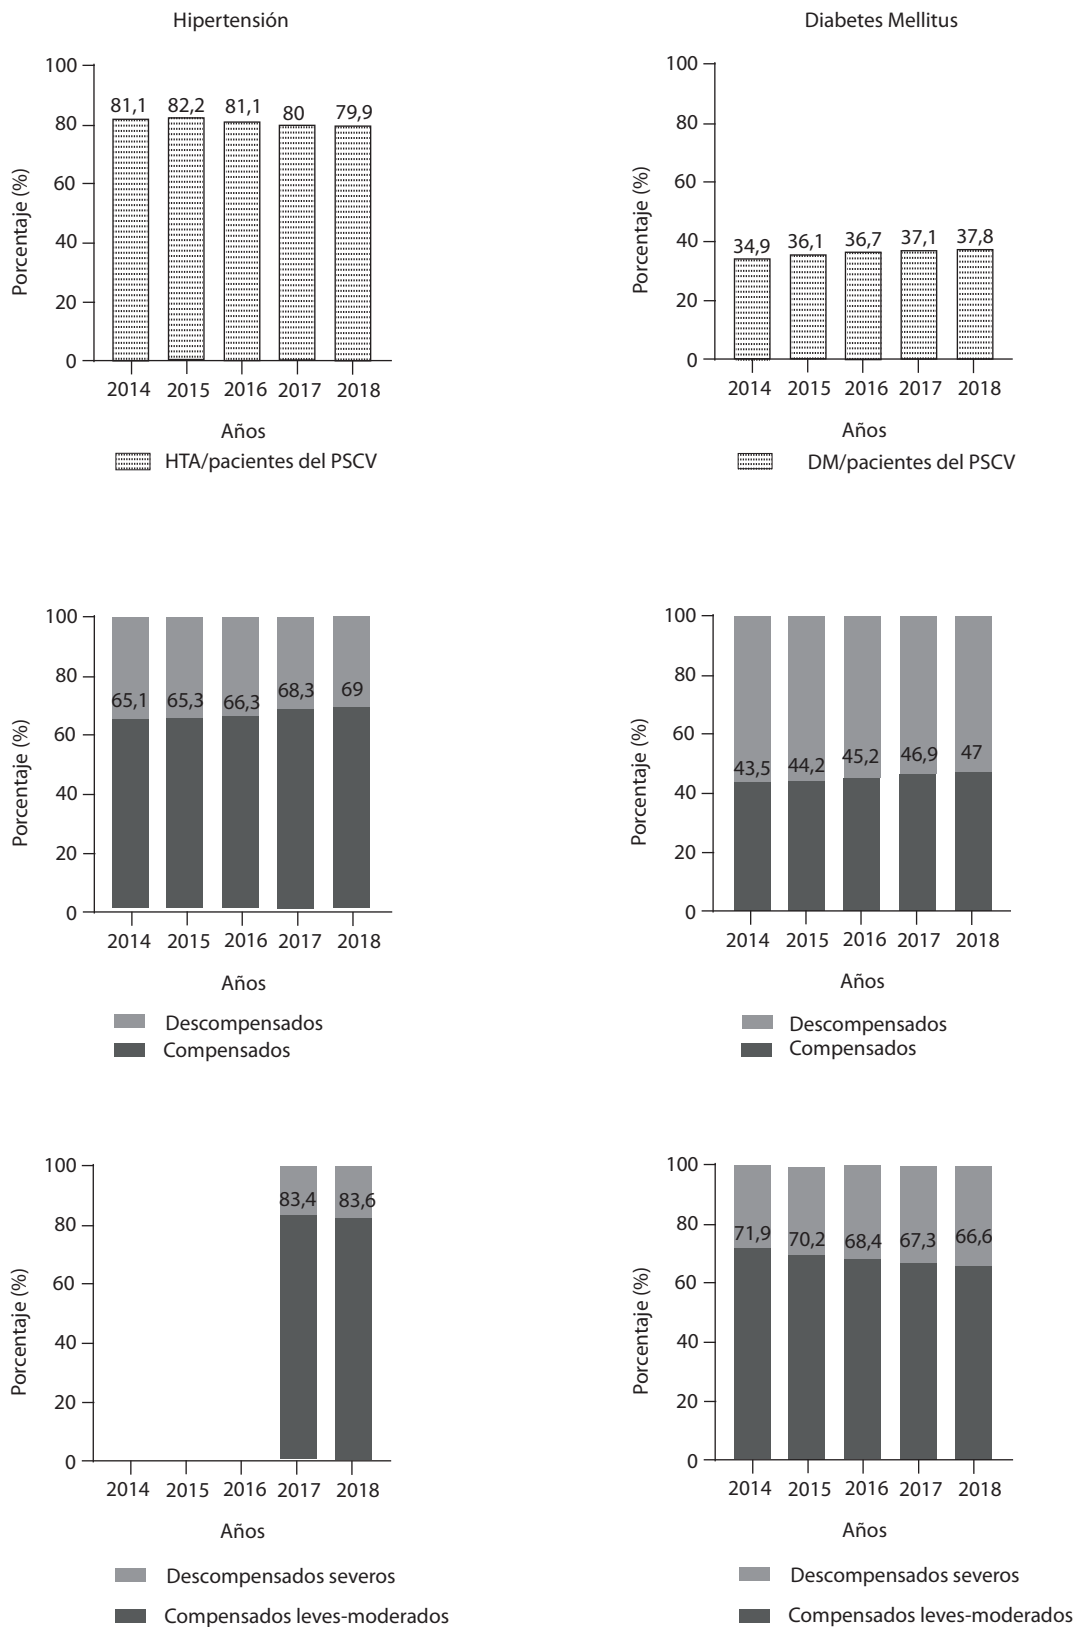 Hipertensión
Porcentaje (%)
100
80
60
40
20
0
81,1 82,2 81,1 80 79,9
2014 2015 2016 2017 2018
Años
HTA/pacientes del PSCV
Diabetes Mellitus
Porcentaje (%)
100
80
60
40
20
0
34,9 36,1 36,7 37,1 37,8
2014 2015 2016 2017 2018
Años
DM/pacientes del PSCV
Porcentaje (%)
100
80
60
40
20
0
65,1 65,3 66,3 68,3 69
2014 2015 2016 2017 2018
Años
Descompensados
Compensados
Porcentaje (%)
100
80
60
40
20
0
43,5 44,2 45,2 46,9 47
2014 2015 2016 2017 2018
Años
Descompensados
Compensados
Porcentaje (%)
100
80
60
40
20
0
83,4 83,6
2014 2015 2016 2017 2018
Años
Descompensados severos
Compensados leves-moderados
Porcentaje (%)
100
80
60
40
20
0
71,9 70,2 68,4 67,3 66,6
2014 2015 2016 2017 2018
Años
Descompensados severos
Compensados leves-moderados